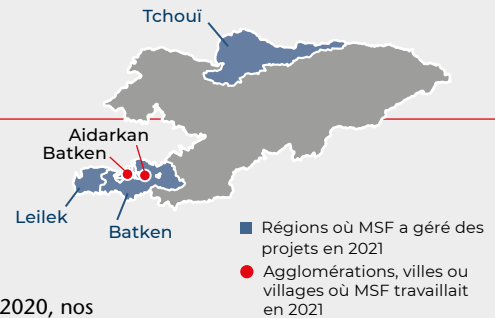 Tchouï
Aidarkan
Batken
Leilek
Batken
Régions où MSF a géré des
projets en 2021
Agglomérations, villes ou
villages où MSF travaillait
en 2021
2020, nos